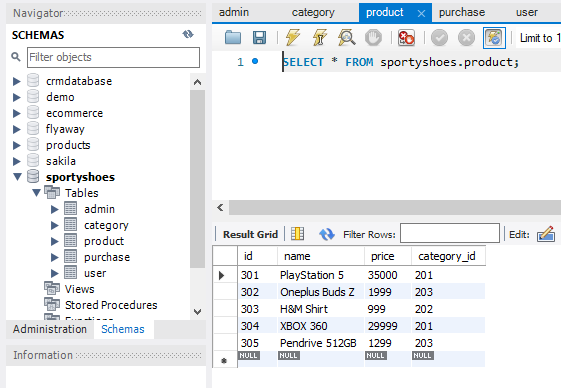 Navigator
SCHEMAS
Filter objects
crmdatabase
demo
ecommerce
flyaway
products
sakila
sportyshoes
Tables
admin
category
product
purchase
user
Views
Stored Procedures
Administration Schemas
Information
admin category product purchase user
Limit to 1
1 SELECT * FROM sportyshoes.product;
Result Grid Filter Rows: Edit:
id name price category_id
301 PlayStation 5 35000 201
302 Oneplus Buds Z 1999 203
303 H&M Shirt 999 202
304 XBOX 360 29999 201
305 Pendrive 512GB 1299 203
NULL NULL NULL NULL